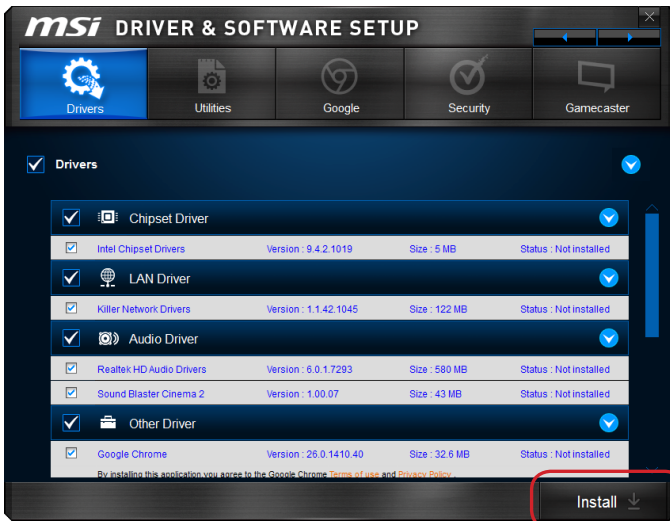 msi DRIVER & SOFTWARE SETUP
Drivers Utilities Google Security Gamecaster
Drivers
Chipset Driver
Intel Chipset Drivers Version : 9.4.2.1019 Size : 5 MB Status : Not installed
LAN Driver
Killer Network Drivers Version : 1.1.42.1045 Size : 122 MB Status : Not installed
Audio Driver
Realtek HD Audio Drivers Version : 6.0.1.7293 Size : 580 MB Status : Not installed
Sound Blaster Cinema 2 Version : 1.00.07 Size : 43 MB Status : Not installed
Other Driver
Google Chrome Version : 26.0.1410.40 Size : 32.6 MB Status : Not installed
By installing this application,you agree to the Google Chrome Terms of use and Privacy Policy .
Install